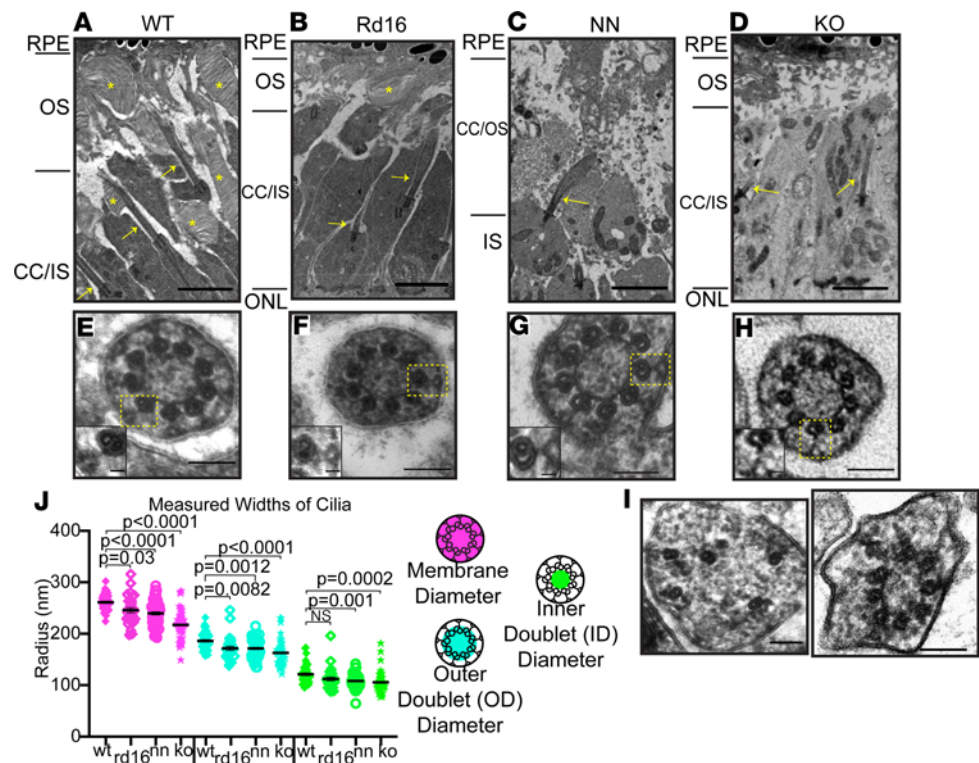 A WT
RPE
OS
CC/IS
B Rd16
RPE
OS
CC/IS
ONL
C NN
RPE
CC/OS
IS
ONL
D KO
RPE
OS
CC/IS
E
F
G
H
J Measured Widths of Cilia
400
300
200
100
0
Radius (nm)
p<0.0001
p<0.0001
p=0.03
p<0.0001
p=0.0012
p=0.0082
p=0.0002
p=0.001
NS
wt rd16 nn ko wt rd16 nn ko wt rd16 nn ko
Membrane
Diameter
Inner
Doublet (ID)
Diameter
Outer
Doublet (OD)
Diameter
I